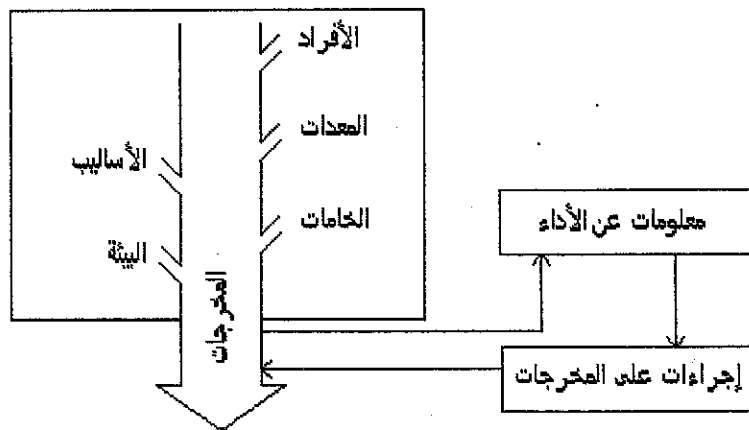 الأفراد
المعدات
الأساليب
الخامات
البيئة
معلومات عن الأداء
المخرجات
إجراءات على المخرجات